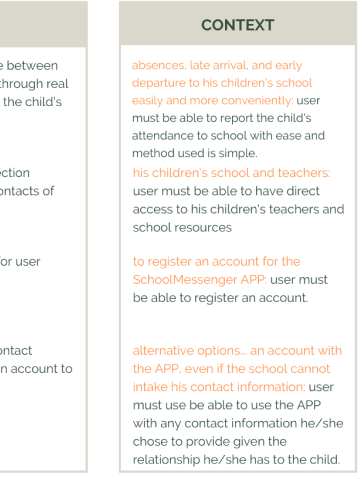 e between
through real
the child's
ection
ontacts of
or user
ontact
n account to
CONTEXT
absences, late arrival, and early
departure to his children's school
easily and more conveniently: user
must be able to report the child's
attendance to school with ease and
method used is simple.
his children's school and teachers:
user must be able to have direct
access to his children's teachers and
school resources
to register an account for the
SchoolMessenger APP: user must
be able to register an account.
alternative options... an account with
the APP, even if the school cannot
intake his contact information: user
must use be able to use the APP
with any contact information he/she
chose to provide given the
relationship he/she has to the child.